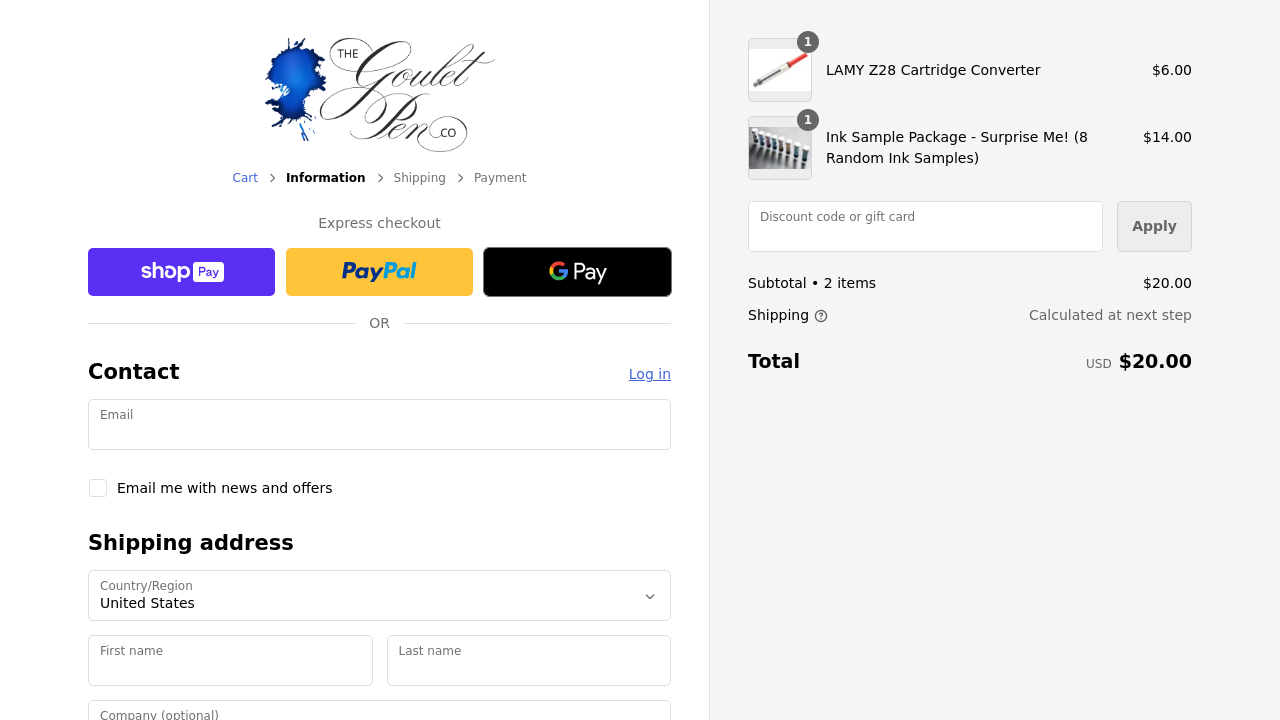 THE
Goulet
Pen
CO
Cart
Information
Shipping
Payment
Express checkout
shop Pay
PayPal
G Pay
OR
Contact
Log in
Email
Email me with news and offers
Shipping address
Country/Region
United States
First name
Last name
Company (optional)
1
LAMY Z28 Cartridge Converter
$6.00
1
Ink Sample Package - Surprise Me! (8
Random Ink Samples)
$14.00
Discount code or gift card
Apply
Subtotal • 2 items
$20.00
Shipping
Calculated at next step
Total
USD $20.00